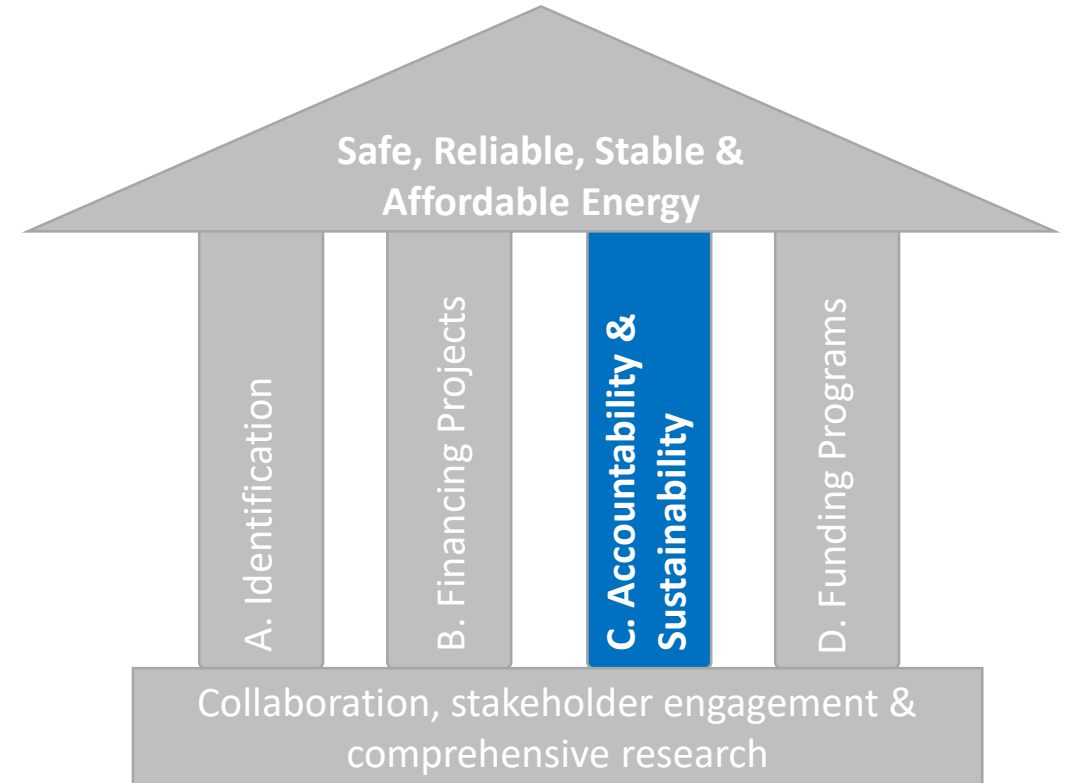 Safe, Reliable, Stable &
Affordable Energy
A. Identification
B. Financing Projects
C. Accountability &
Sustainability
D. Funding Programs
Collaboration, stakeholder engagement &
comprehensive research